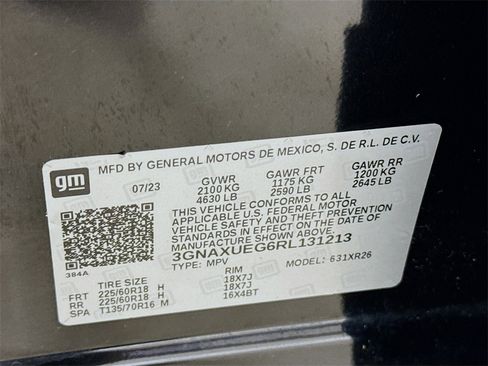 gm
MFD BY GENERAL MOTORS DE MEXICO, S. DE R.L. DE C.V.
07/23 GVWR GAWR FRT GAWR RR
2100 KG 1175 KG 1200 KG
4630 LB 2590 LB 2645 LB
THIS VEHICLE CONFORMS TO ALL
APPLICABLE U.S. FEDERAL MOTOR
VEHICLE SAFETY AND THEFT PREVENTION
STANDARDS IN EFFECT ON THE DATE OF
MANUFACTURE SHOWN ABOVE.
3GNAXUEG6RL131213
384A TYPE: MPV MODEL: 631XR26
TIRE SIZE RIM
FRT 225/60R18 H 18X7J
RR 225/60R18 H 18X7J
SPA T135/70R16 M 16X4BT